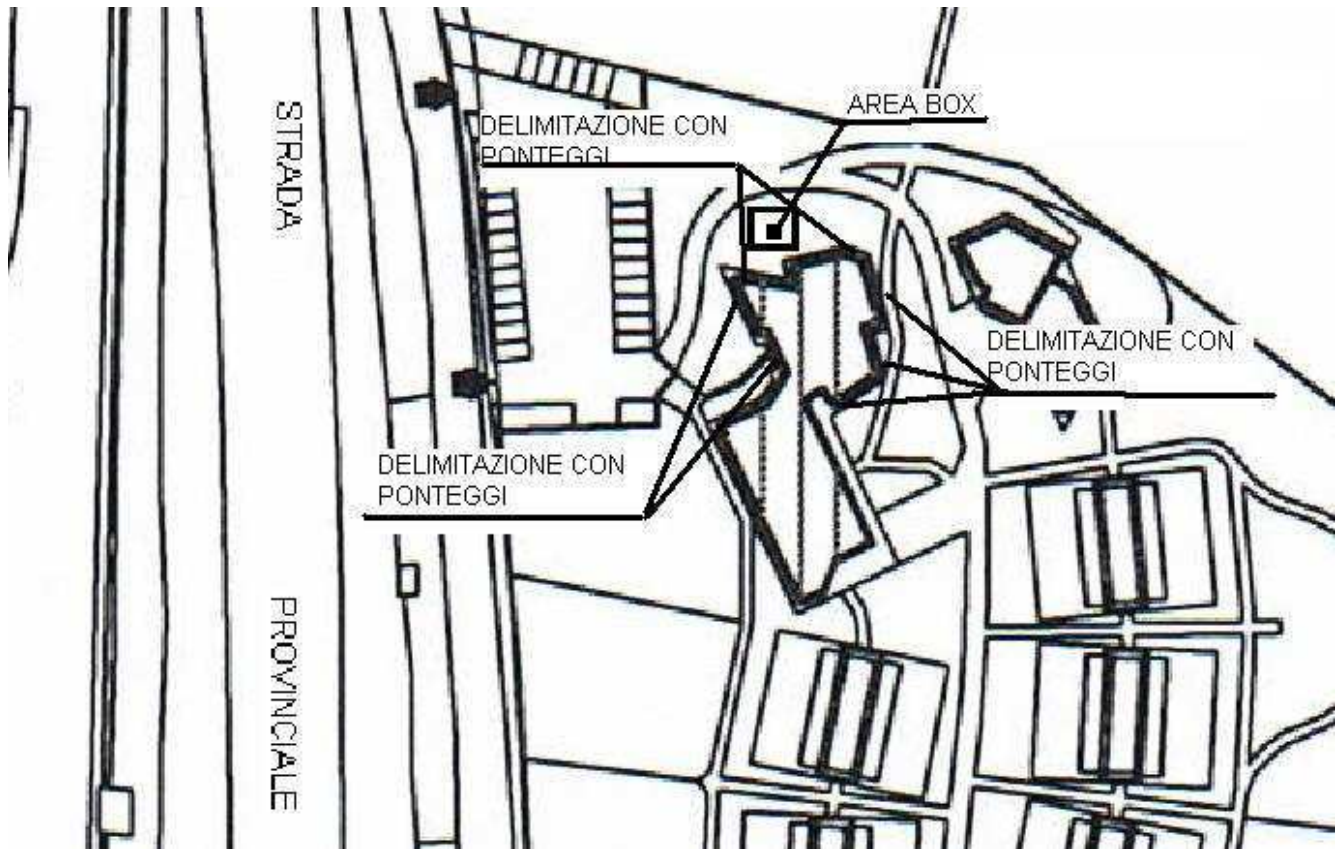 STRADA
PROVINCIALE
AREA BOX
DELIMITAZIONE CON
PONTEGGI
DELIMITAZIONE CON
PONTEGGI
DELIMITAZIONE CON
PONTEGGI